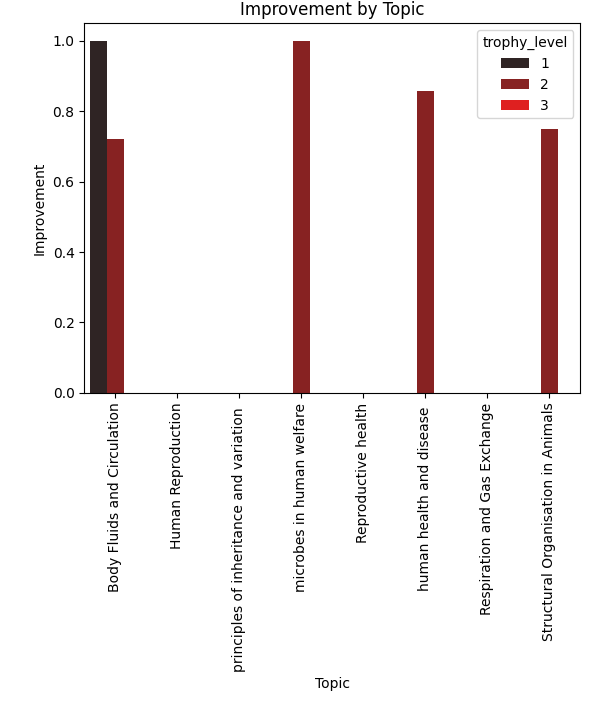 Improvement by Topic
Improvement
1.0
0.8
0.6
0.4
0.2
0.0
trophy_level
1
2
3
Body Fluids and Circulation
Human Reproduction
principles of inheritance and variation
microbes in human welfare
Reproductive health
human health and disease
Respiration and Gas Exchange
Structural Organisation in Animals
Topic